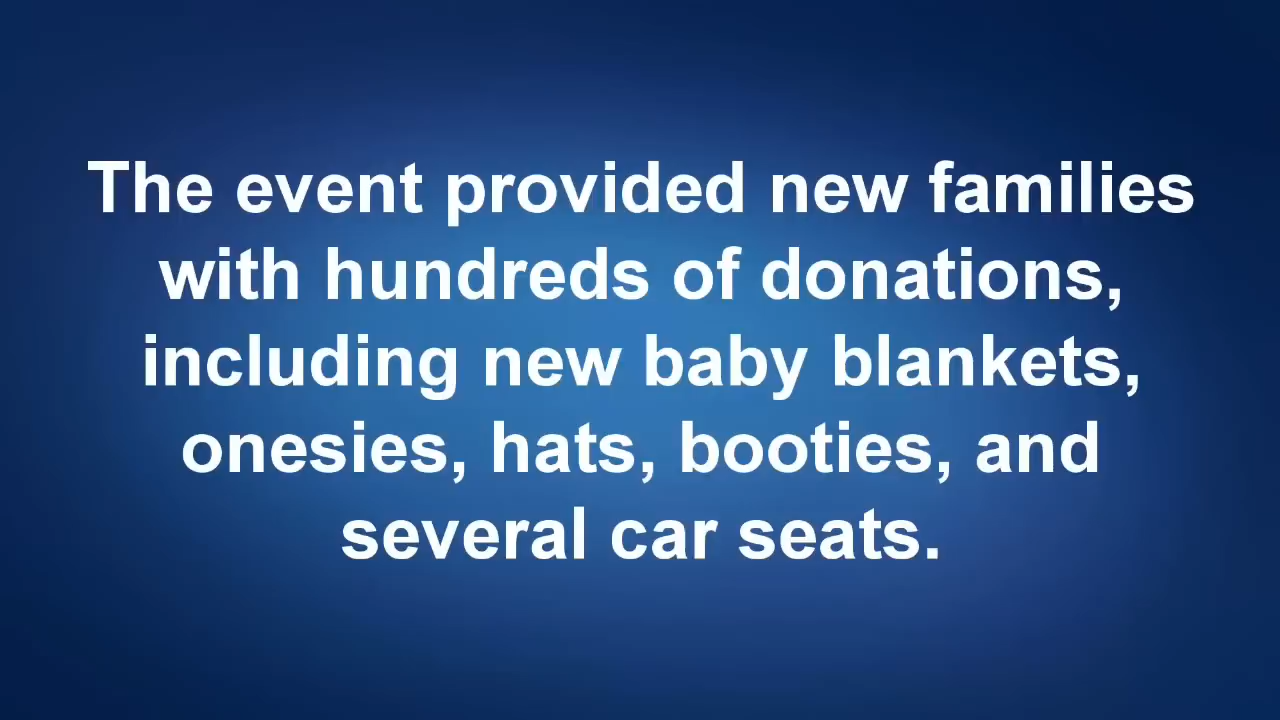 The event provided new families
with hundreds of donations,
including new baby blankets,
onesies, hats, booties, and
several car seats.